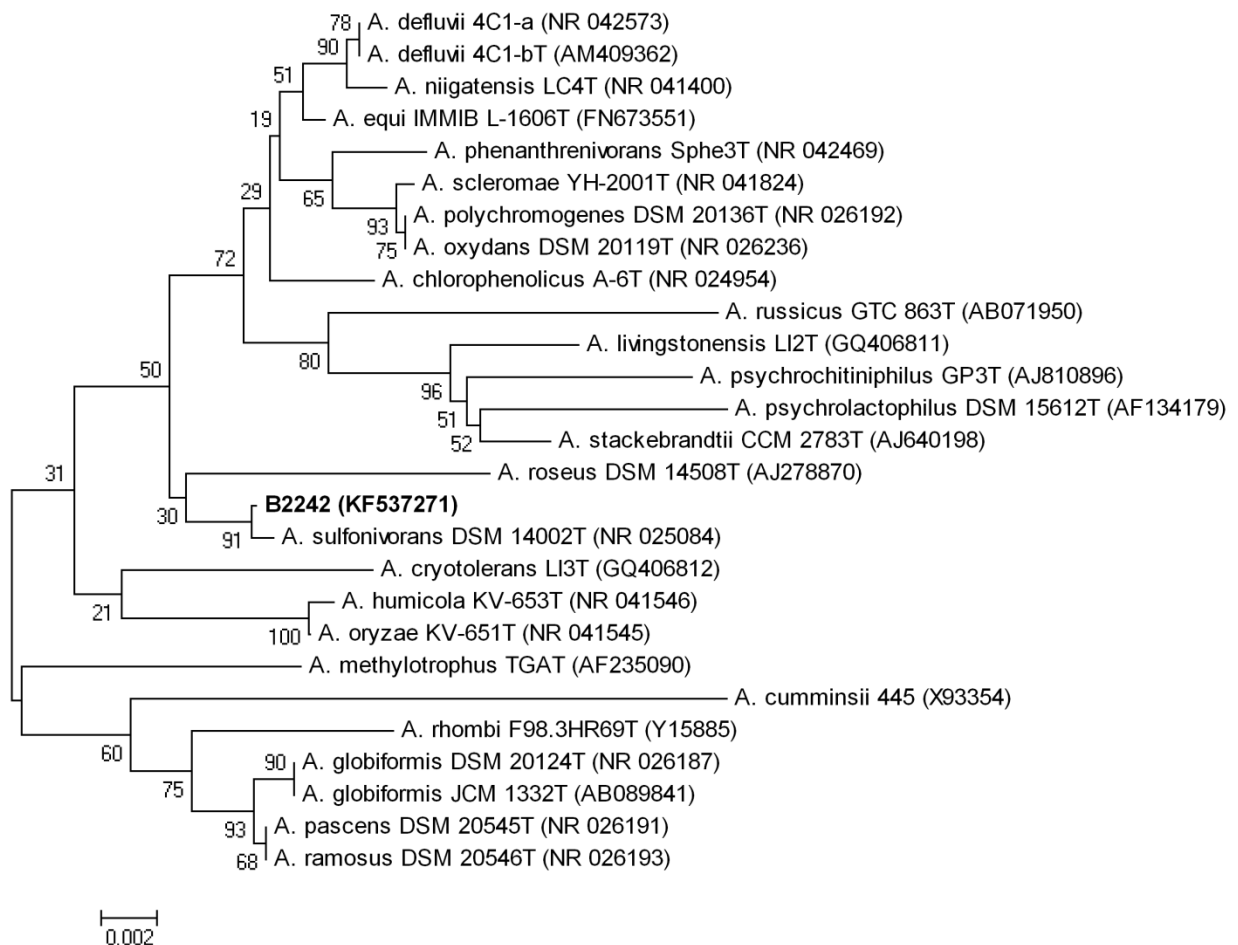 78
A. defluvii 4C1-a (NR 042573)
90
A. defluvii 4C1-bT (AM409362)
51
A. niigatensis LC4T (NR 041400)
19
A. equi IMMIB L-1606T (FN673551)
A. phenanthrenivorans Sphe3T (NR 042469)
29
65
A. scleromae YH-2001T (NR 041824)
93
A. polychromogenes DSM 20136T (NR 026192)
75
A. oxydans DSM 20119T (NR 026236)
72
A. chlorophenolicus A-6T (NR 024954)
A. russicus GTC 863T (AB071950)
80
A. livingstonensis LI2T (GQ406811)
50
96
A. psychrochitiniphilus GP3T (AJ810896)
51
A. psychrolactophilus DSM 15612T (AF134179)
52
A. stackebrandtii CCM 2783T (AJ640198)
31
A. roseus DSM 14508T (AJ278870)
30
B2242 (KF537271)
91
A. sulfonivorans DSM 14002T (NR 025084)
A. cryotolerans LI3T (GQ406812)
21
A. humicola KV-653T (NR 041546)
100
A. oryzae KV-651T (NR 041545)
A. methylotrophus TGAT (AF235090)
A. cumminsii 445 (X93354)
60
A. rhombi F98.3HR69T (Y15885)
75
90
A. globiformis DSM 20124T (NR 026187)
A. globiformis JCM 1332T (AB089841)
93
A. pascens DSM 20545T (NR 026191)
68
A. ramosus DSM 20546T (NR 026193)
0.002